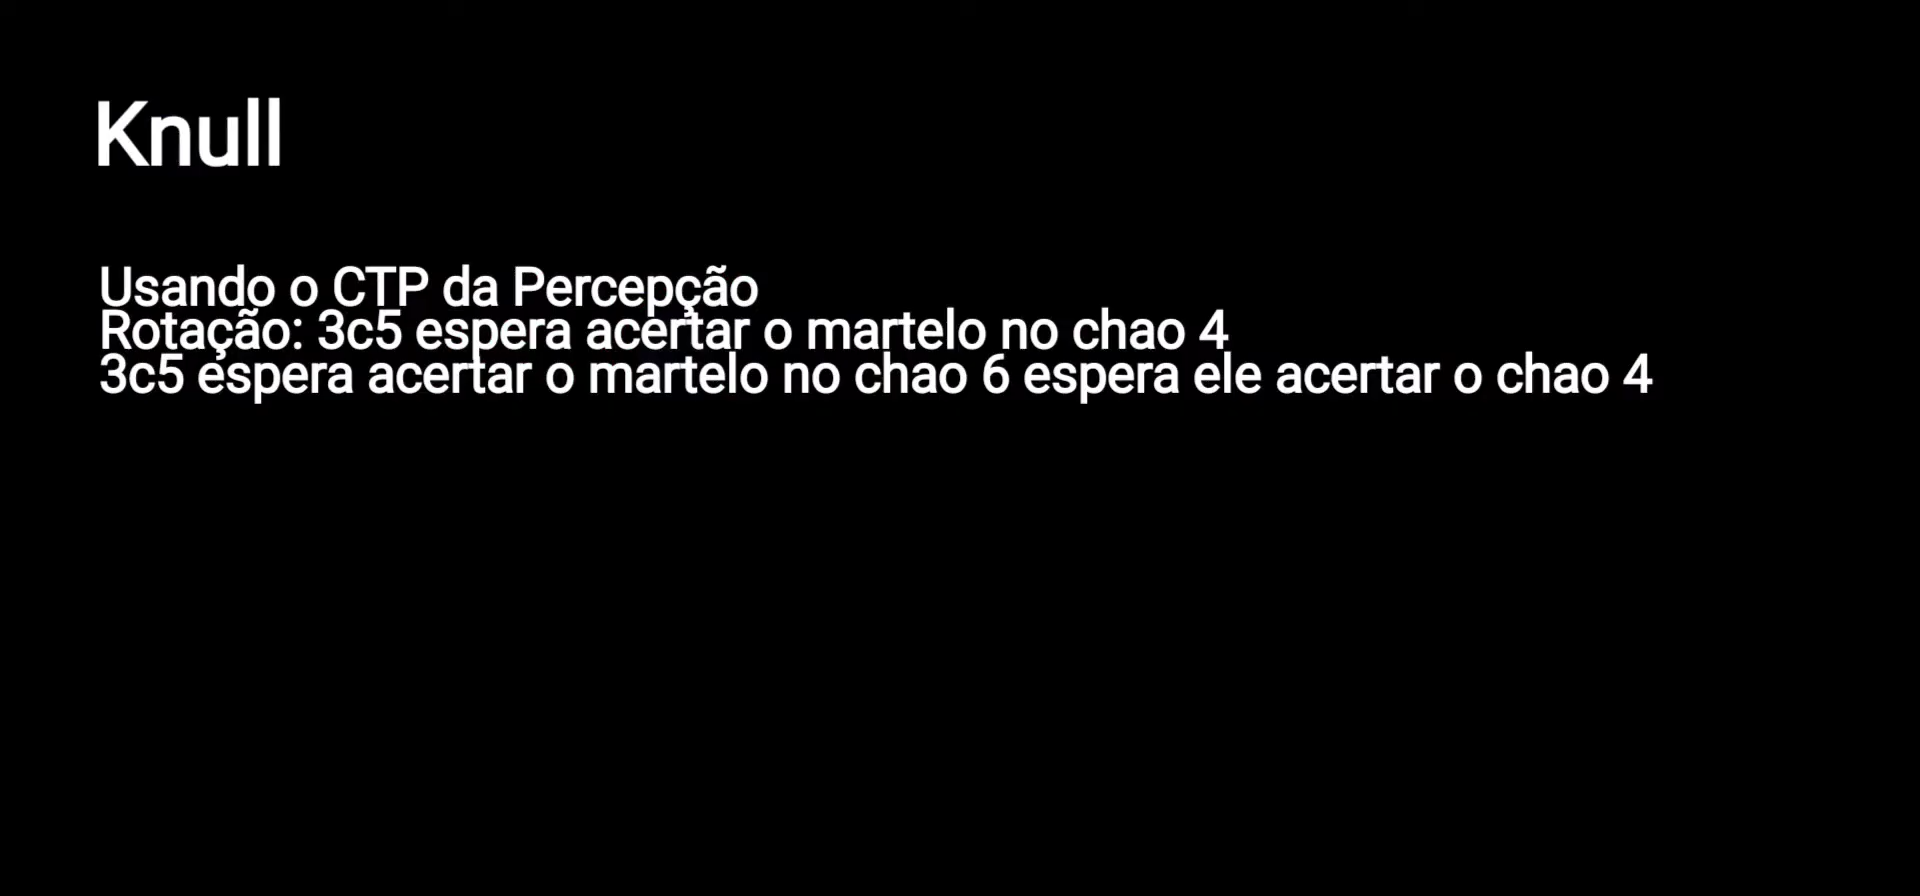 Knull
Usando o CTP da Percepção
Rotação: 3c5 espera acertar o martelo no chao 4
3c5 espera acertar o martelo no chao 6 espera ele acertar o chao 4